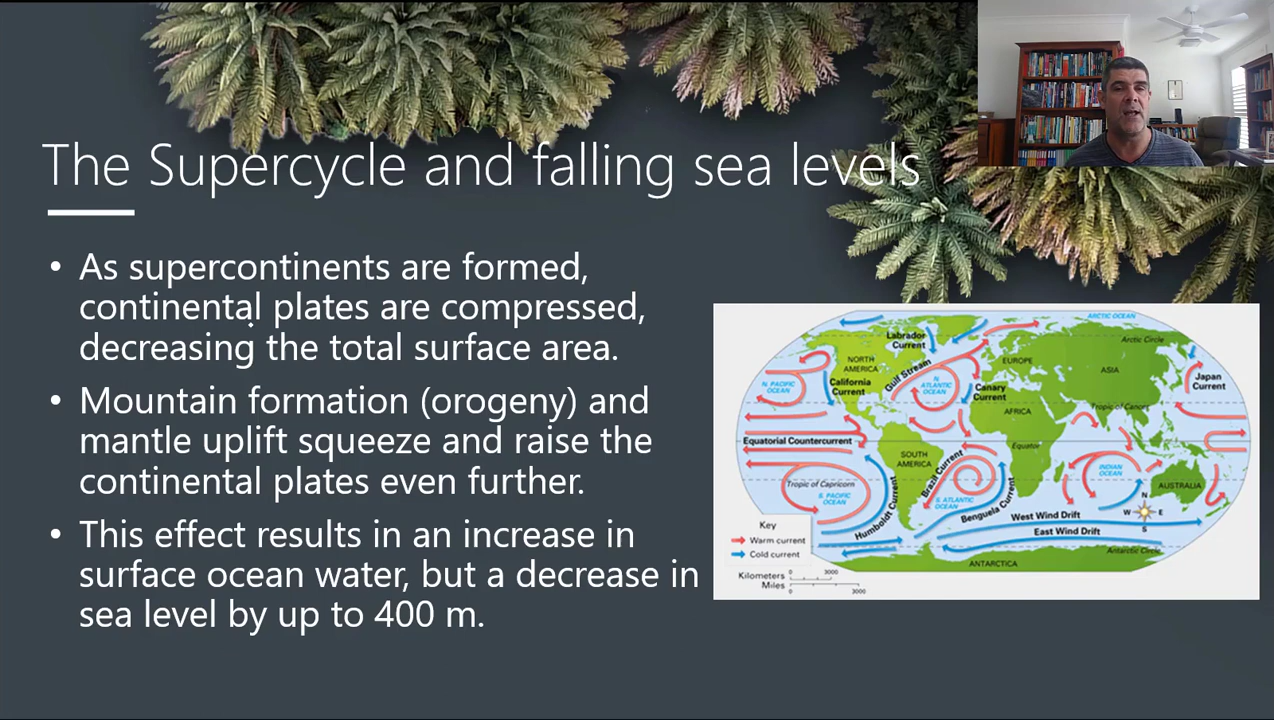 The Supercycle and falling sea levels
• As supercontinents are formed,
continental plates are compressed,
decreasing the total surface area.
• Mountain formation (orogeny) and
mantle uplift squeeze and raise the
continental plates even further.
• This effect results in an increase in
surface ocean water, but a decrease in
sea level by up to 400 m.
ARCTIC OCEAN
Labrador
Current
Arctic Circle
NORTH
AMERICA
EUROPE
ASIA
Gulf Stream
N. PACIFIC
OCEAN
California
Current
N.
ATLANTIC
OCEAN
Canary
Current
Japan
Current
AFRICA
Tropic of Cancer
Equatorial Countercurrent
Equator
SOUTH
AMERICA
Brazil Current
INDIAN
OCEAN
Tropic of Capricorn
S. PACIFIC
OCEAN
Humboldt Current
S. ATLANTIC
OCEAN
Benguela Current
AUSTRALIA
N
W E
S
West Wind Drift
East Wind Drift
Antarctic Circle
ANTARCTICA
Key
Warm current
Cold current
Kilometers 0 3000
Miles 0 3000